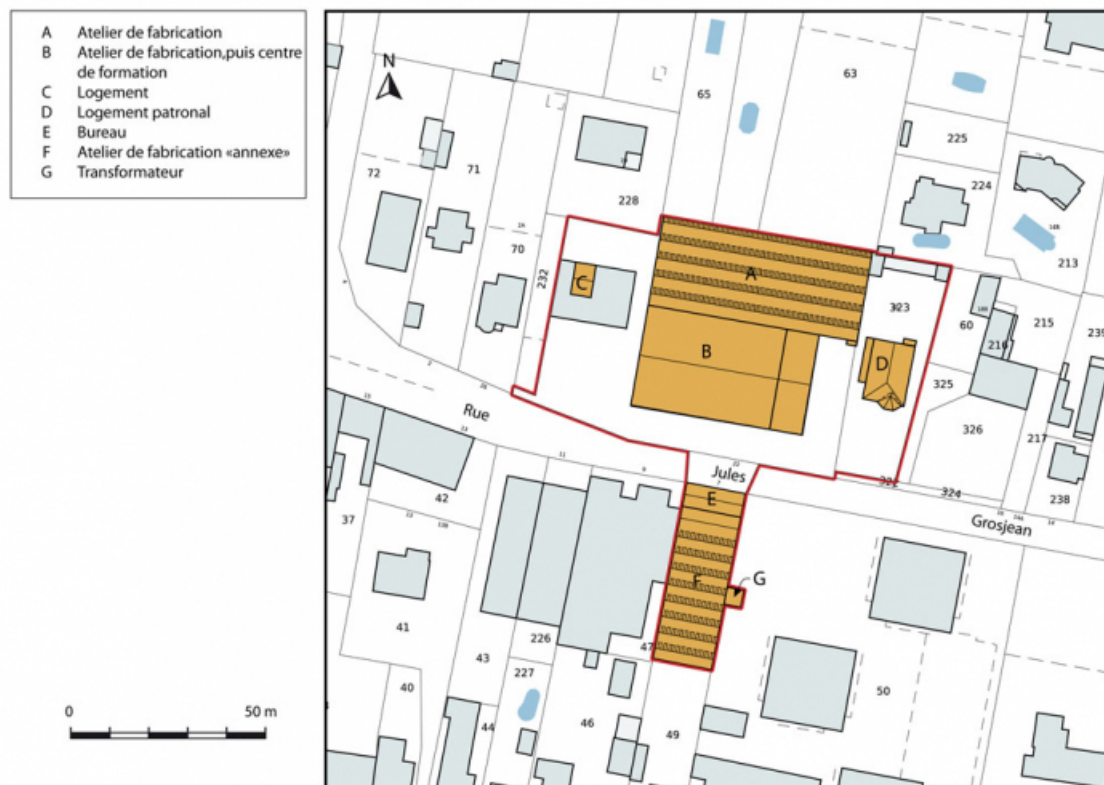 A Atelier de fabrication
B Atelier de fabrication,puis centre
de formation
C Logement
D Logement patronal
E Bureau
F Atelier de fabrication «annexe»
G Transformateur
N
63
65
225
224
72
71
228
213
70
232
A
C
323
B
D
60
215
239
216
325
326
217
Rue
Jules
324
238
Grosjean
42
37
E
F
G
41
226
47
43
227
50
40
44
46
49
0 50 m